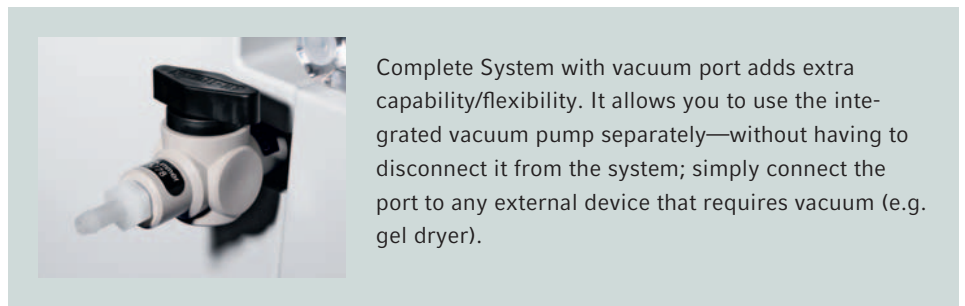 Complete System with vacuum port adds extra
capability/flexibility. It allows you to use the inte-
grated vacuum pump separately—without having to
disconnect it from the system; simply connect the
port to any external device that requires vacuum (e.g.
gel dryer).